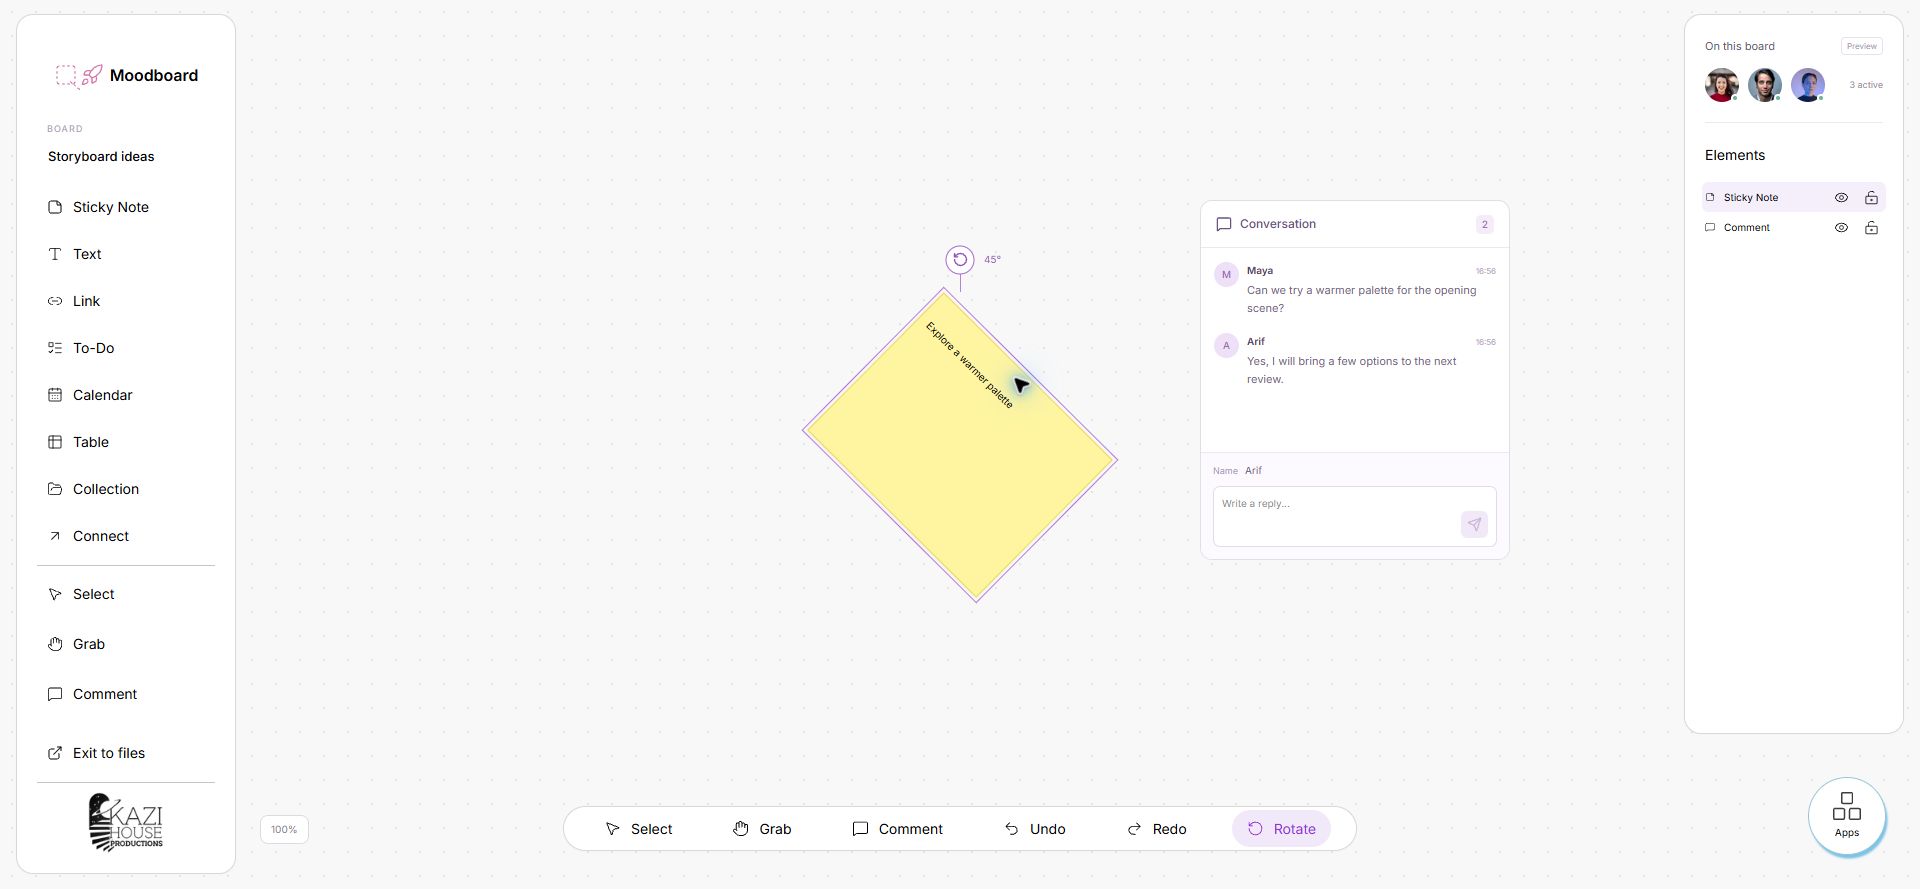 Moodboard
BOARD
Storyboard ideas
Sticky Note
Text
Link
To-Do
Calendar
Table
Collection
Connect
Select
Grab
Comment
Exit to files
KAZI
HOUSE
PRODUCTIONS
100%
45°
Explore a warmer palette
Conversation
2
M
Maya
16:56
Can we try a warmer palette for the opening
scene?
A
Arif
16:56
Yes, I will bring a few options to the next
review.
Name Arif
Write a reply...
Select
Grab
Comment
Undo
Redo
Rotate
On this board
Preview
3 active
Elements
Sticky Note
Comment
Apps